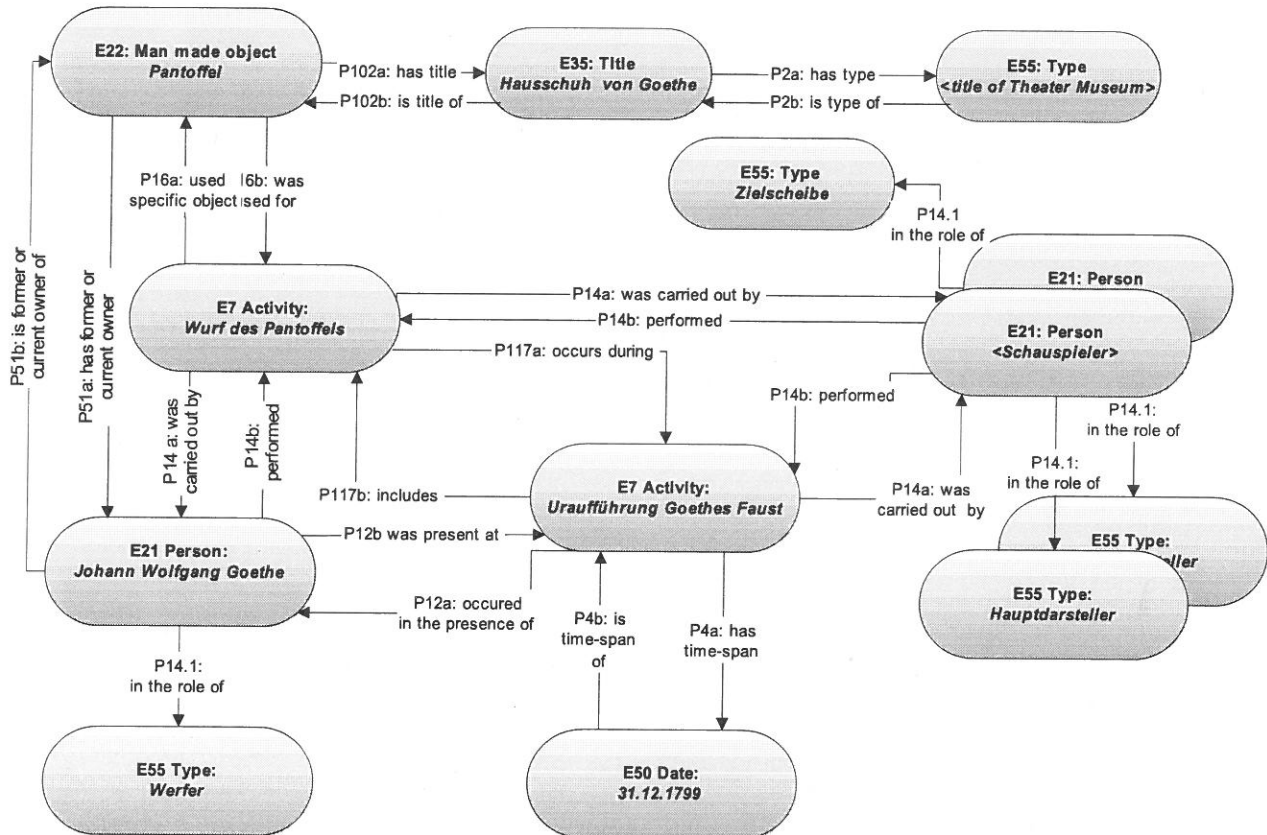 E22: Man made object
Pantoffel
P102a: has title
P102b: is title of
E35: Title
Hausschuh von Goethe
P2a: has type
P2b: is type of
E55: Type
<title of Theater Museum>
E55: Type
Zielscheibe
P14.1
in the role of
P16a: used
specific object
16b: was
sed for
P51b: is former or
current owner of
P51a: has former or
current owner
E7 Activity:
Wurf des Pantoffels
P14a: was carried out by
P14b: performed
E21: Person
E21: Person
<Schauspieler>
P117a: occurs during
P14b: performed
P14 a: was
carried out by
P14b:
performed
P14.1:
in the role of
P14.1:
in the role of
P117b: includes
E7 Activity:
Uraufführung Goethes Faust
P14a: was
carried out by
P12b was present at
E21 Person:
Johann Wolfgang Goethe
E55 Type:
eller
E55 Type:
Hauptdarsteller
P12a: occured
in the presence of
P4b: is
time-span
of
P4a: has
time-span
P14.1:
in the role of
E55 Type:
Werfer
E50 Date:
31.12.1799